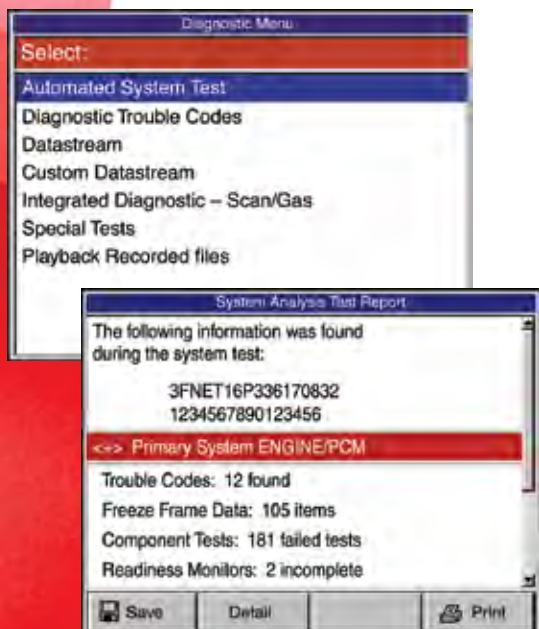 Diagnostic Menu
Select:
Automated System Test
Diagnostic Trouble Codes
Datastream
Custom Datastream
Integrated Diagnostic – Scan/Gas
Special Tests
Playback Recorded files
System Analysis Test Report
The following information was found
during the system test:
3FNET16P336170832
1234567890123456
<+> Primary System ENGINE/PCM
Trouble Codes: 12 found
Freeze Frame Data: 105 items
Component Tests: 181 failed tests
Readiness Monitors: 2 incomplete
Save Detail Print